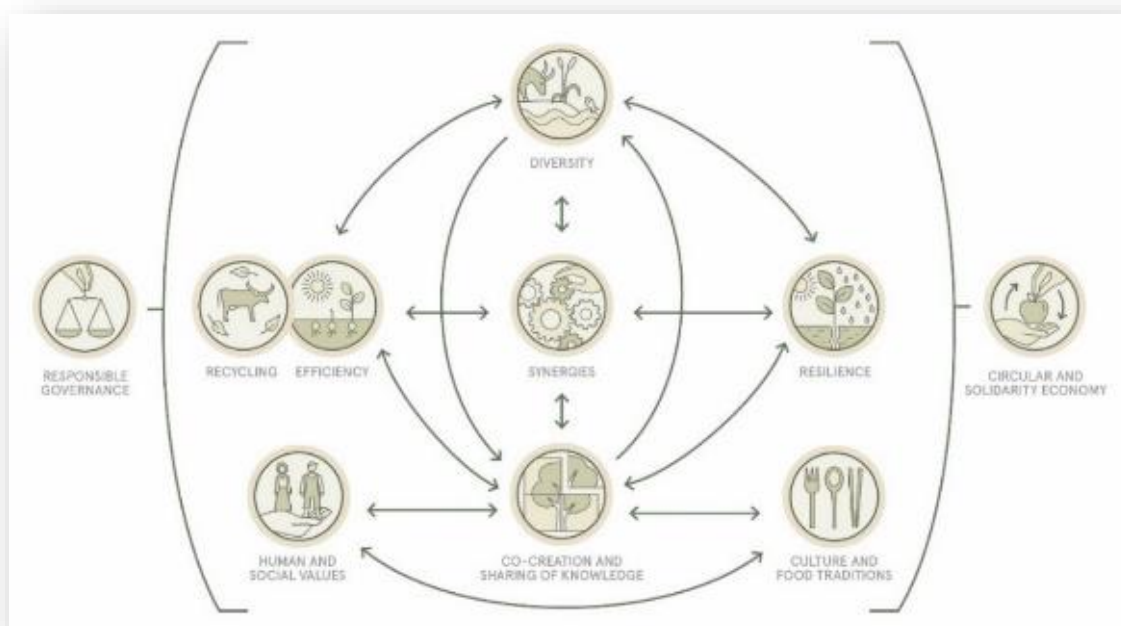 DIVERSITY
RESPONSIBLE
GOVERNANCE
RECYCLING
EFFICIENCY
SYNERGIES
RESILIENCE
CIRCULAR AND
SOLIDARITY ECONOMY
HUMAN AND
SOCIAL VALUES
CO-CREATION AND
SHARING OF KNOWLEDGE
CULTURE AND
FOOD TRADITIONS